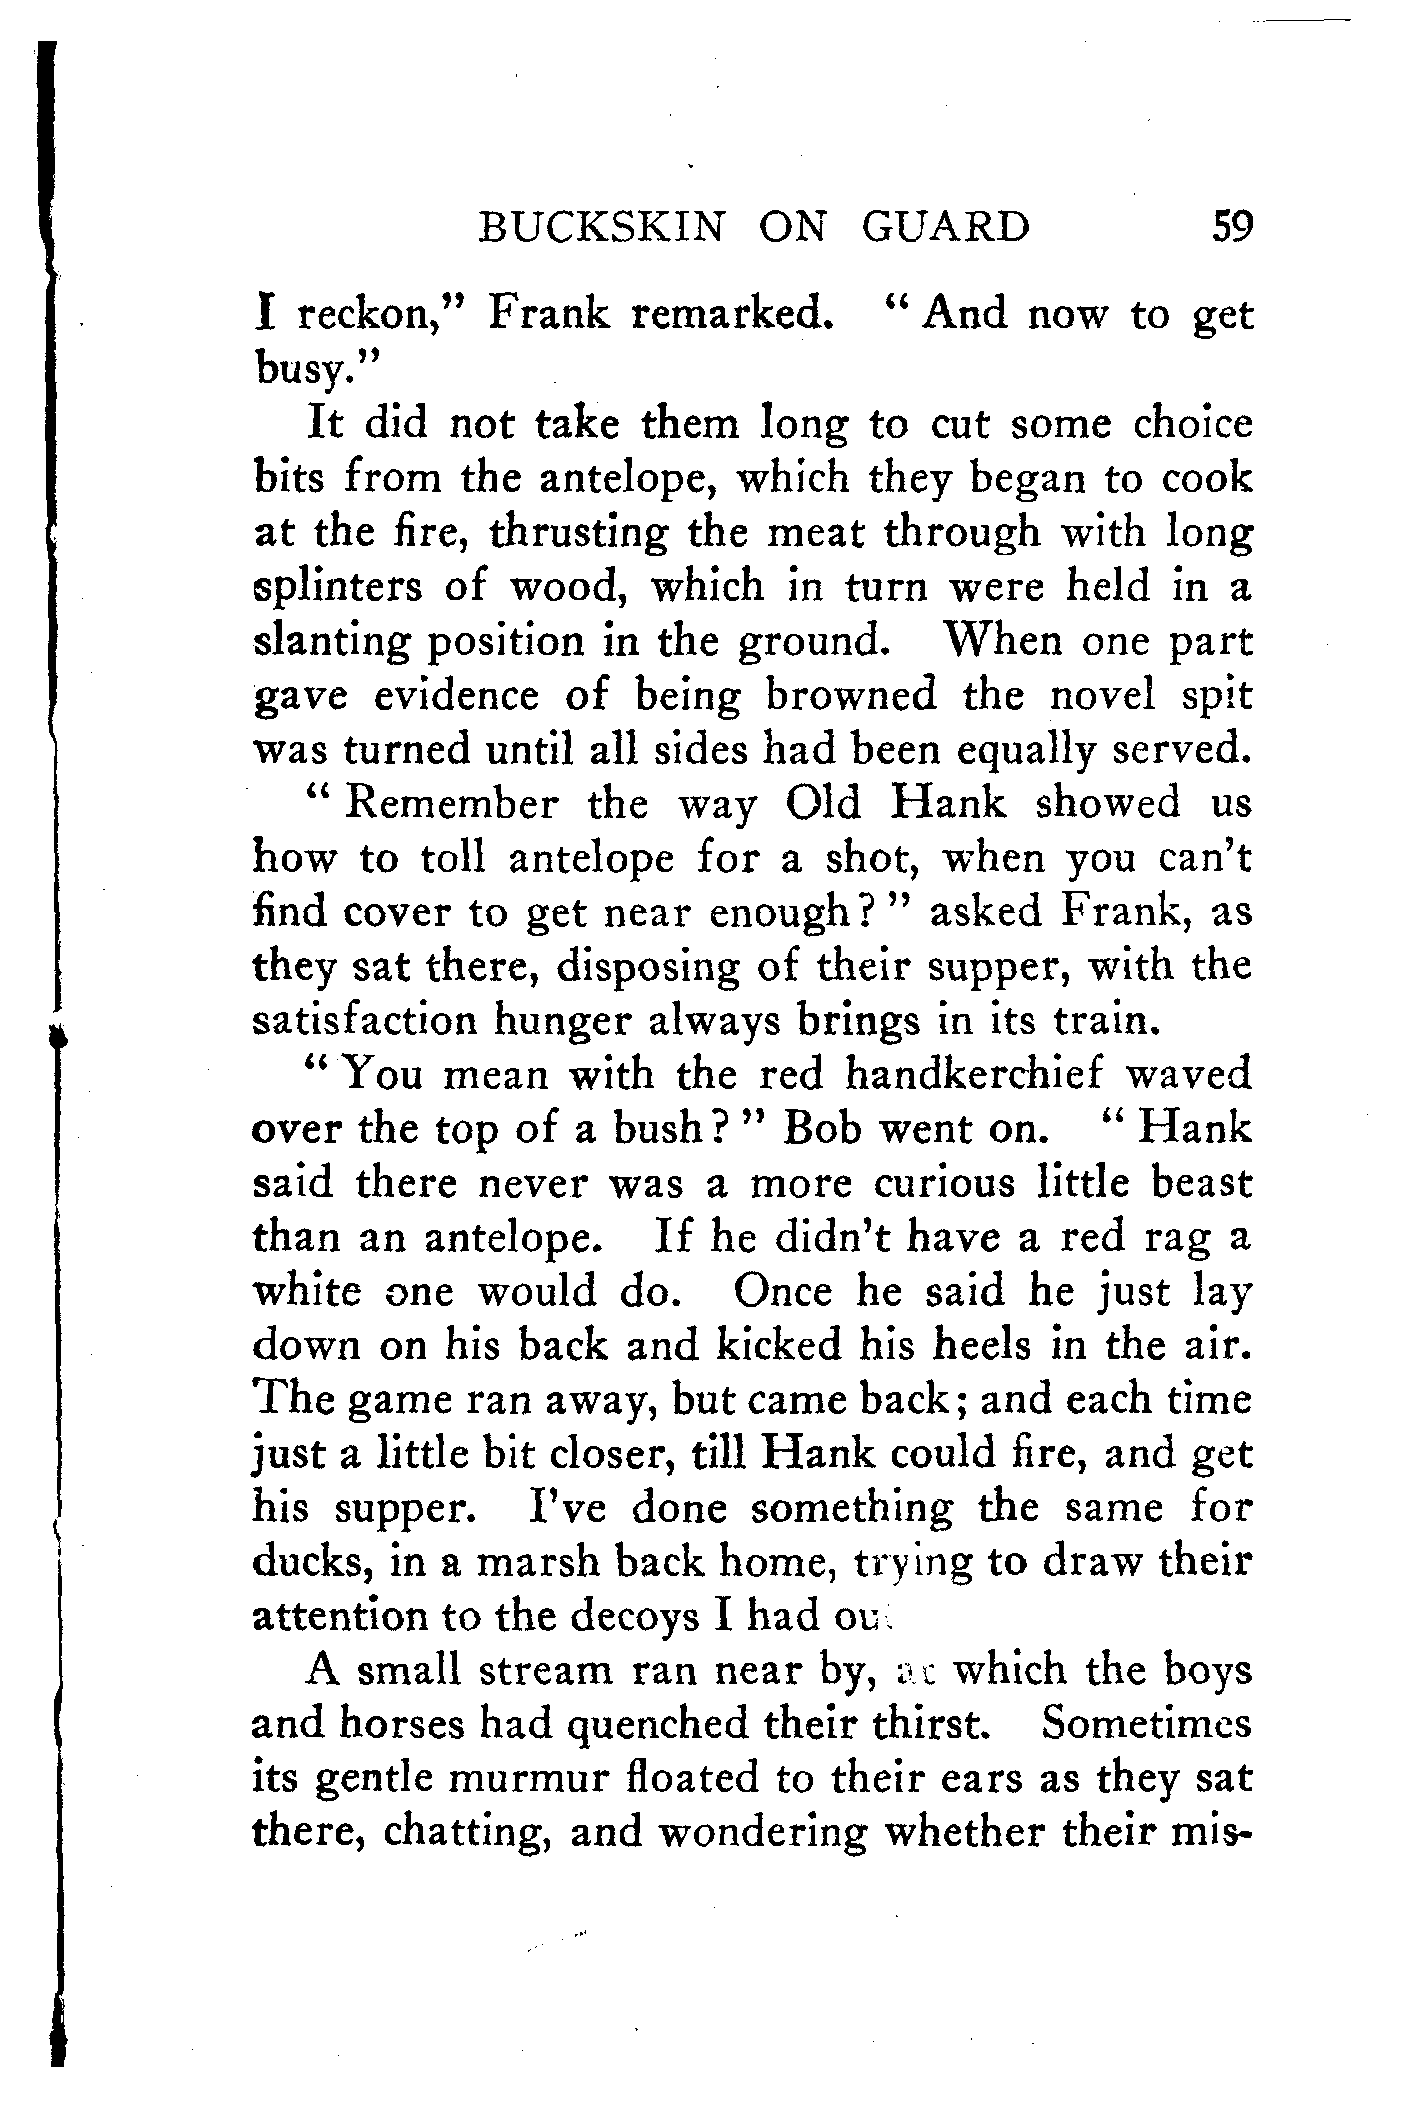 BUCKSKIN ON GUARD 59
I reckon," Frank remarked. "And now to get
busy."
It did not take them long to cut some choice
bits from the antelope, which they began to cook
at the fire, thrusting the meat through with long
splinters of wood, which in turn were held in a
slanting position in the ground. When one part
gave evidence of being browned the novel spit
was turned until all sides had been equally served.
"Remember the way Old Hank showed us
how to toll antelope for a shot, when you can't
find cover to get near enough?" asked Frank, as
they sat there, disposing of their supper, with the
satisfaction hunger always brings in its train.
"You mean with the red handkerchief waved
over the top of a bush?" Bob went on. "Hank
said there never was a more curious little beast
than an antelope. If he didn't have a red rag a
white one would do. Once he said he just lay
down on his back and kicked his heels in the air.
The game ran away, but came back; and each time
just a little bit closer, till Hank could fire, and get
his supper. I've done something the same for
ducks, in a marsh back home, trying to draw their
attention to the decoys I had
A small stream ran near by, which the boys
and horses had quenched their thirst. Sometimes
its gentle murmur floated to their ears as they sat
there, chatting, and wondering whether their mis-